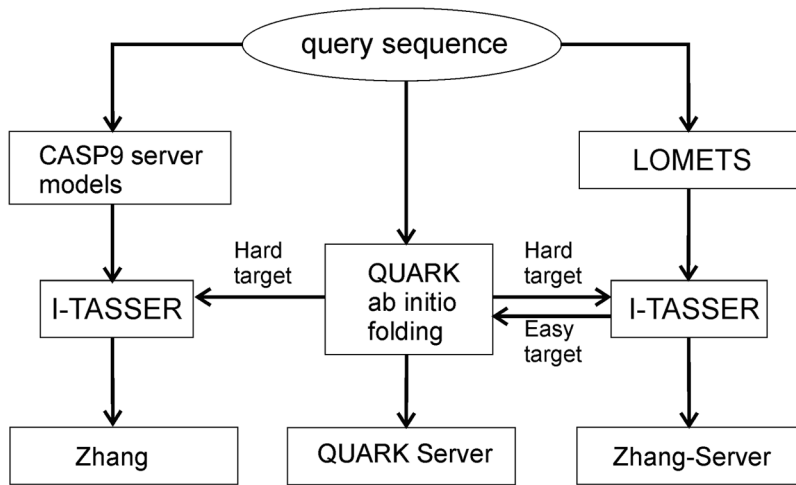 query sequence
CASP9 server
models
LOMETS
Hard
target
QUARK
ab initio
folding
Hard
target
I-TASSER
I-TASSER
Easy
target
Zhang
QUARK Server
Zhang-Server